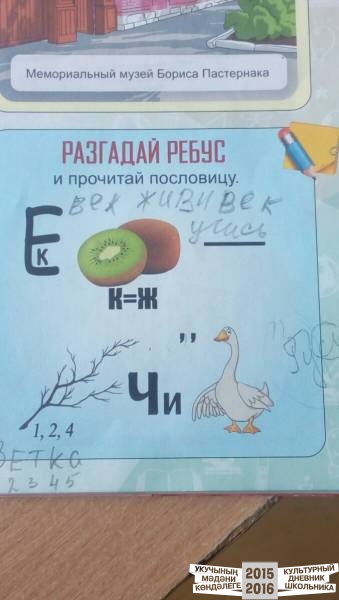 Мемориальный музей Бориса Пастернака
РАЗГАДАЙ РЕБУС
и прочитай пословицу.
век живи век
учись
Е
к
К=Ж
,,
Чи
1, 2, 4
ВЕТКА
2 3 4 5
УКУЧЫНЫҢ
МӘДӘНИ
КӨНДӘЛЕГЕ
2015
2016
КУЛЬТУРНЫЙ
ДНЕВНИК
ШКОЛЬНИКА